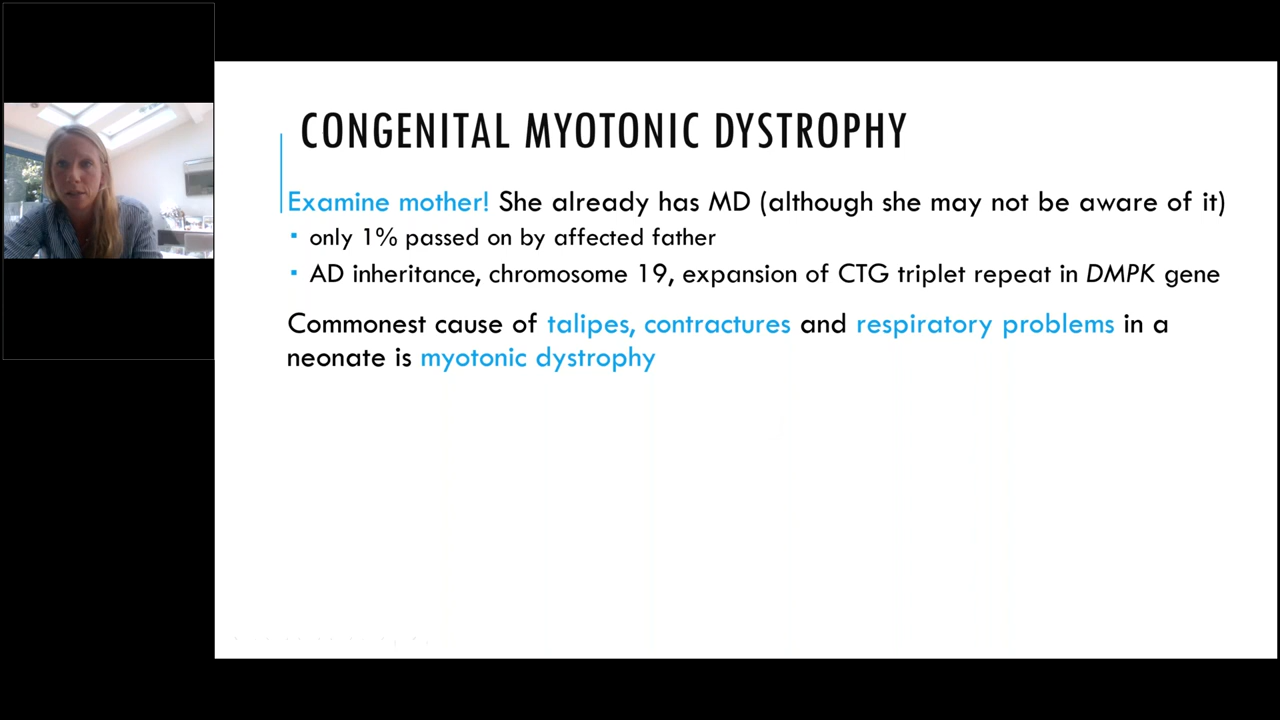 CONGENITAL MYOTONIC DYSTROPHY
Examine mother! She already has MD (although she may not be aware of it)
▪ only 1% passed on by affected father
▪ AD inheritance, chromosome 19, expansion of CTG triplet repeat in DMPK gene
Commonest cause of talipes, contractures and respiratory problems in a
neonate is myotonic dystrophy